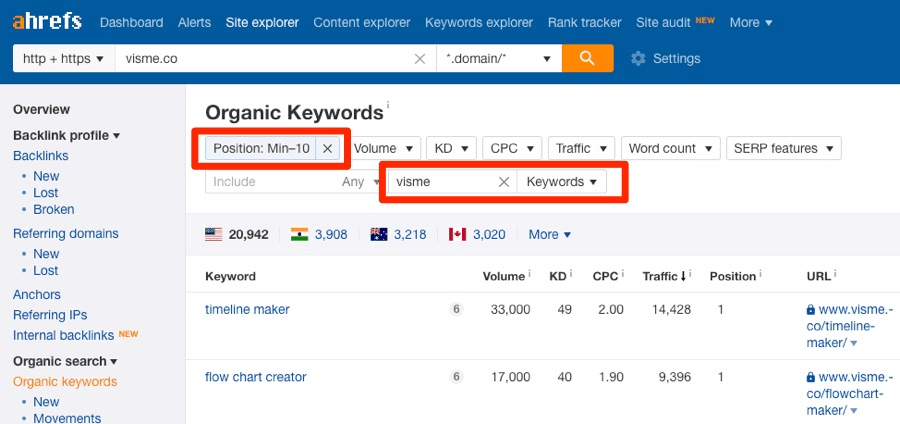 ahrefs Dashboard Alerts Site explorer Content explorer Keywords explorer Rank tracker Site audit NEW More
http + https visme.co *.domain/* Settings
Overview
Backlink profile
Backlinks
New
Lost
Broken
Referring domains
New
Lost
Anchors
Referring IPs
Internal backlinks NEW
Organic search
Organic keywords
New
Movements
Organic Keywords i
Position: Min–10 Volume KD CPC Traffic Word count SERP features
Include Any visme Keywords
20,942 3,908 3,218 3,020 More
Keyword Volume i KD i CPC i Traffic i Position i URL i
timeline maker 6 33,000 49 2.00 14,428 1 www.visme.-
co/timeline-
maker/
flow chart creator 6 17,000 40 1.90 9,396 1 www.visme.-
co/flowchart-
maker/